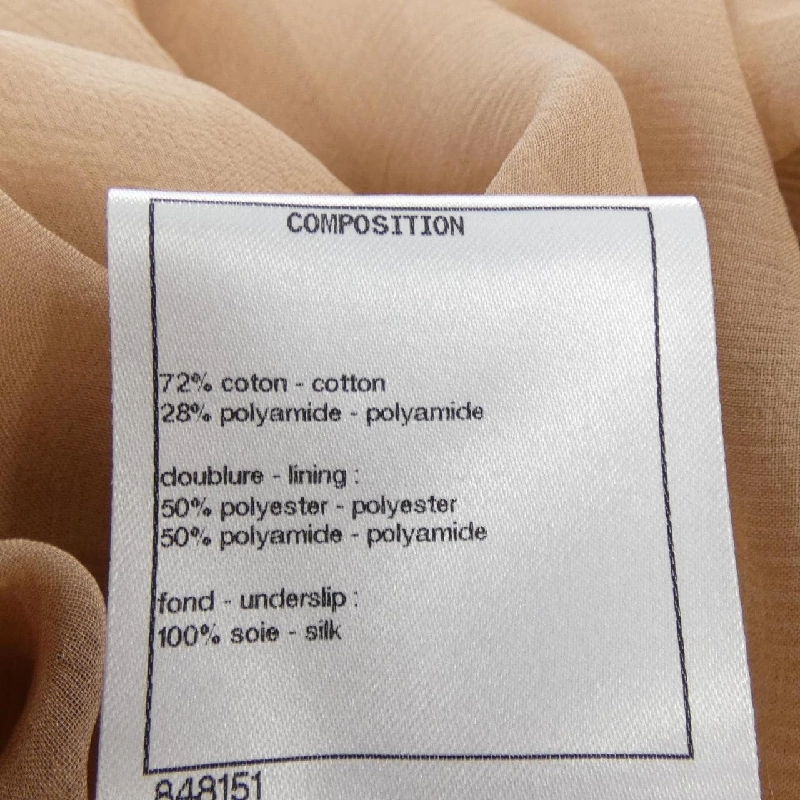 COMPOSITION
72% coton - cotton
28% polyamide - polyamide
doublure - lining :
50% polyester - polyester
50% polyamide - polyamide
fond - underslip :
100% soie - silk
848151